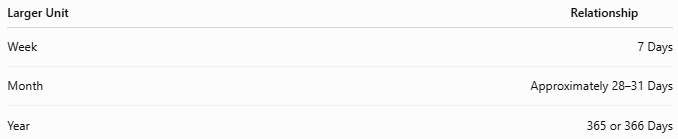 Larger Unit Relationship
Week 7 Days
Month Approximately 28–31 Days
Year 365 or 366 Days